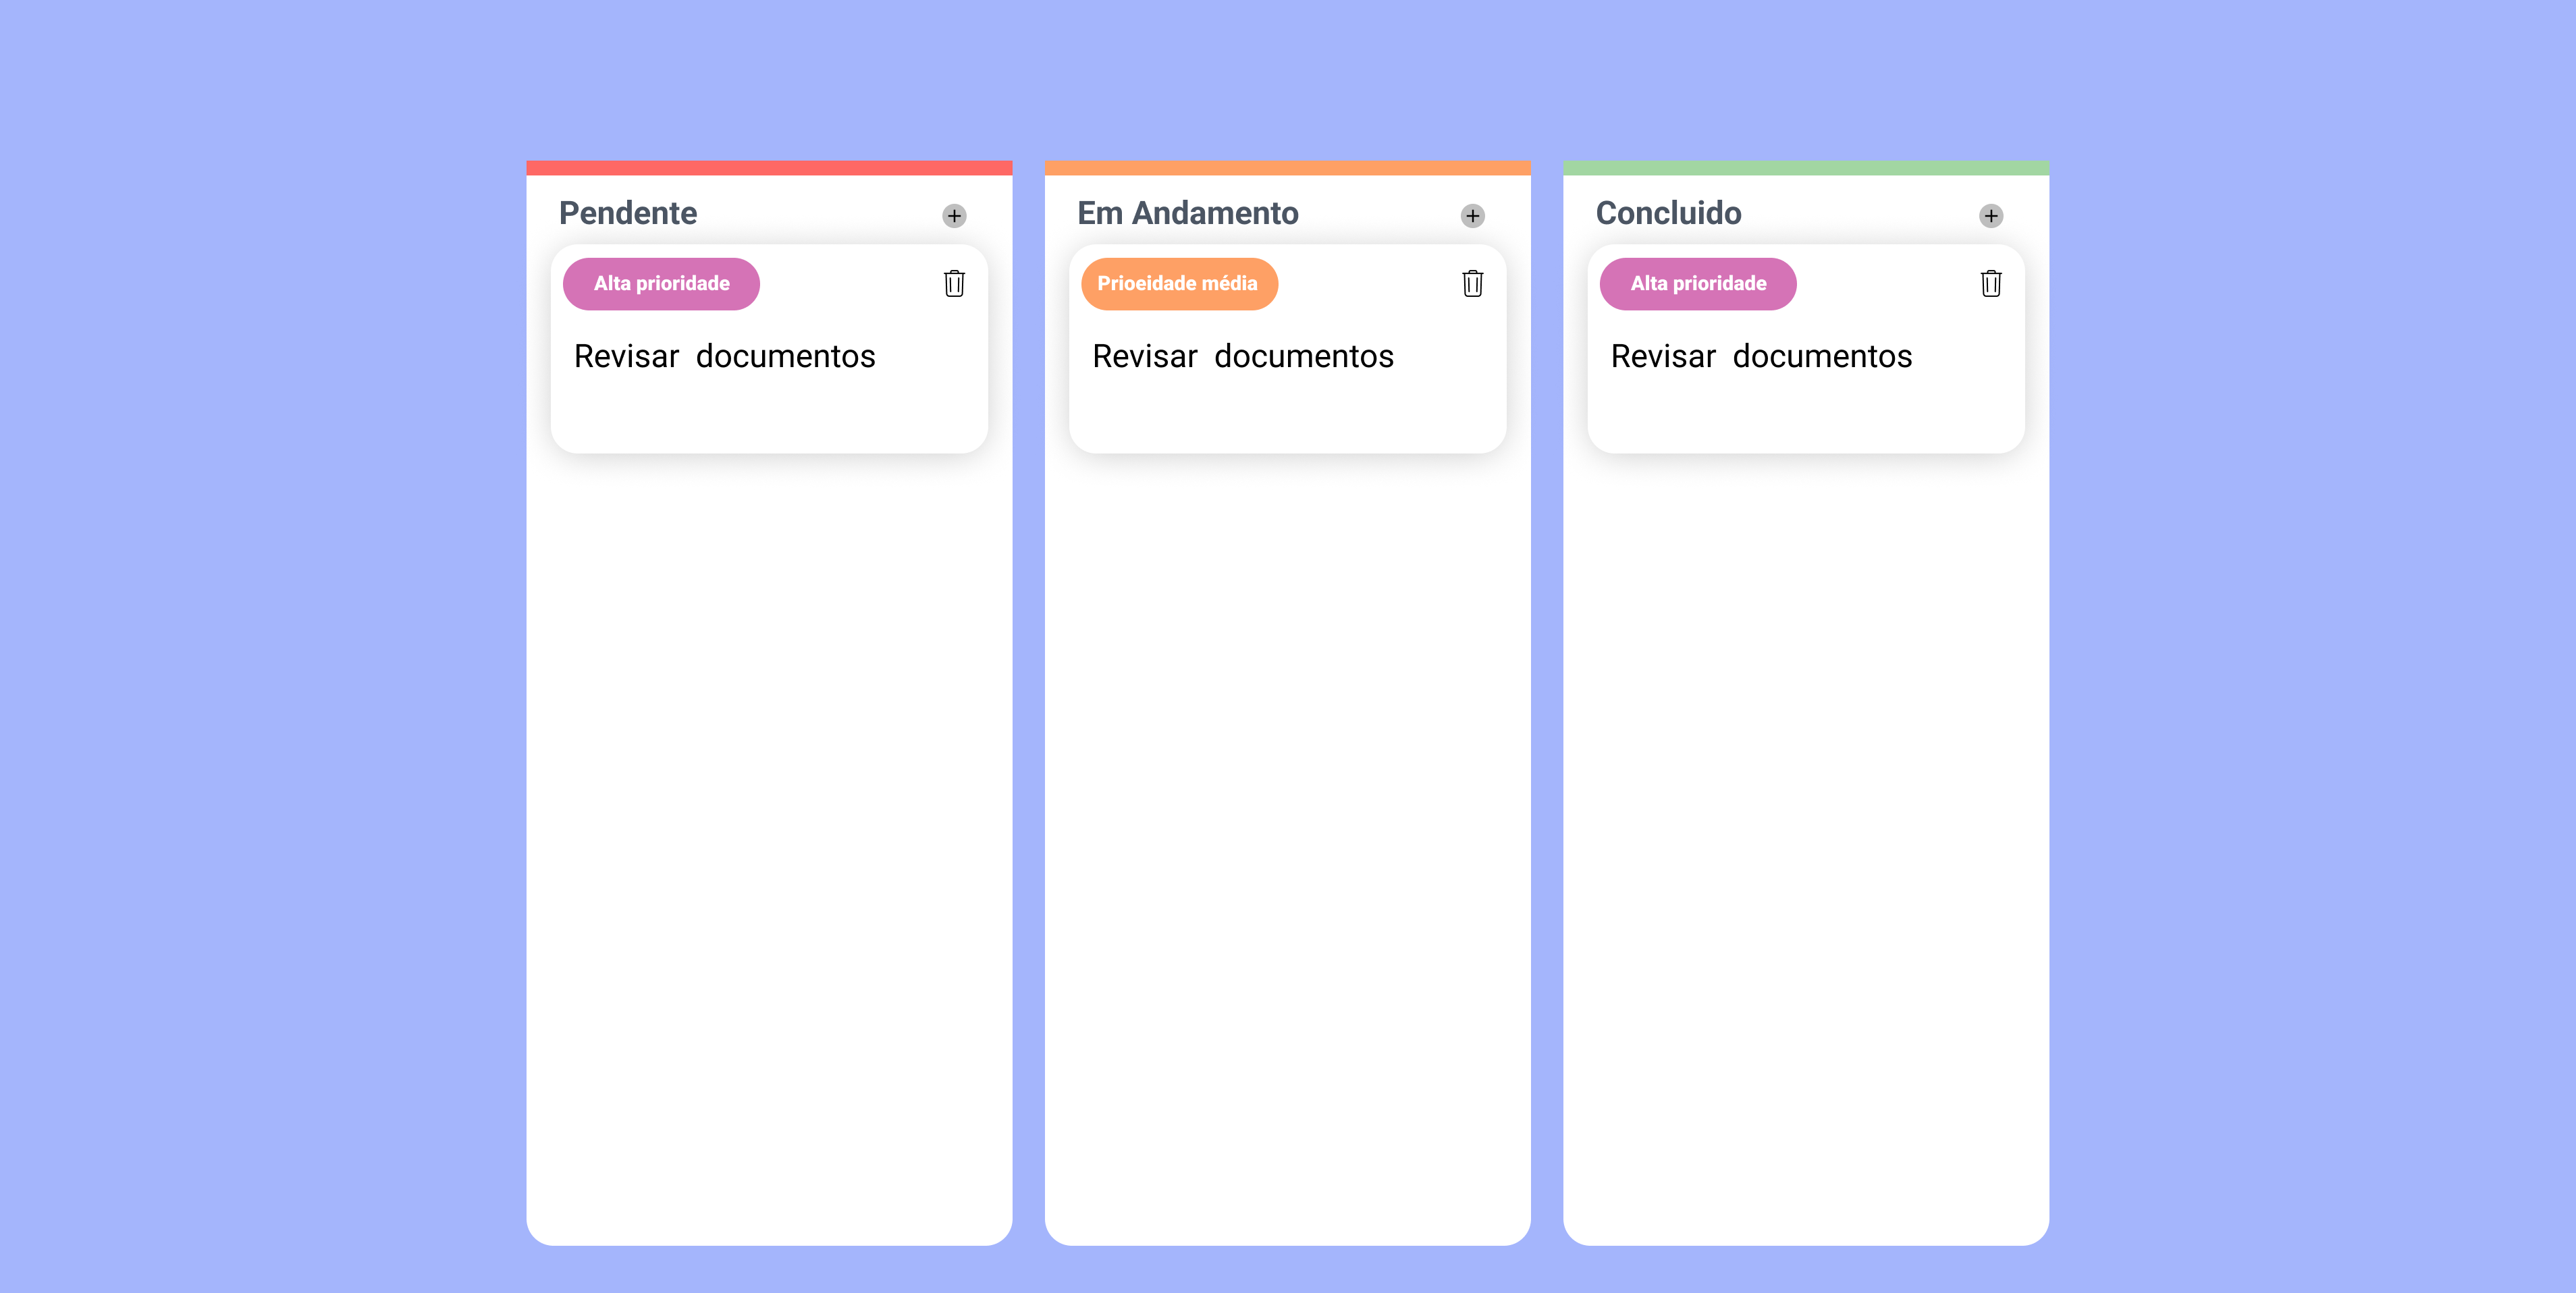 Pendente
Alta prioridade
Revisar documentos
Em Andamento
Prioeidade média
Revisar documentos
Concluido
Alta prioridade
Revisar documentos